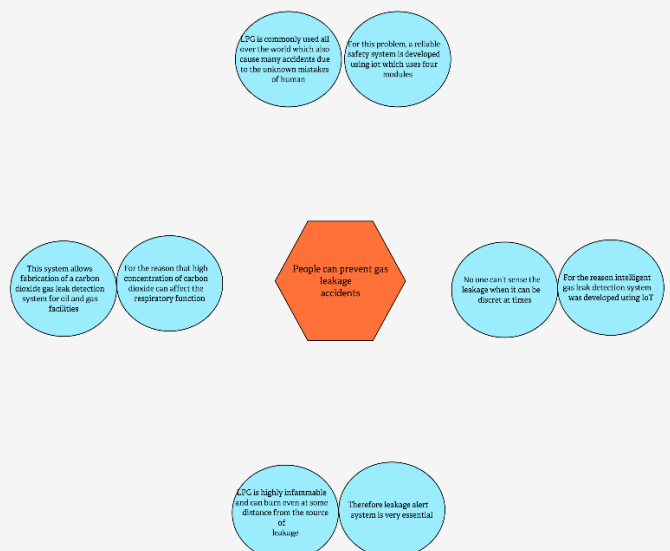 LPG is commonly used all
over the world which also
cause many accidents due
to the unknown mistakes
of human
For this problem, a reliable
safety system is developed
using iot which uses four
modules
This system allows
fabrication of a carbon
dioxide gas leak detection
system for oil and gas
facilities
For the reason that high
concentration of carbon
dioxide can affect the
respiratory function
People can prevent gas
leakage
accidents
No one can't sense the
leakage when it can be
discret at times
For the reason intelligent
gas leak detection system
was developed using IoT
LPG is highly infammable
and can burn even at some
distance from the source
of
leakage
Therefore leakage alert
system is very essential